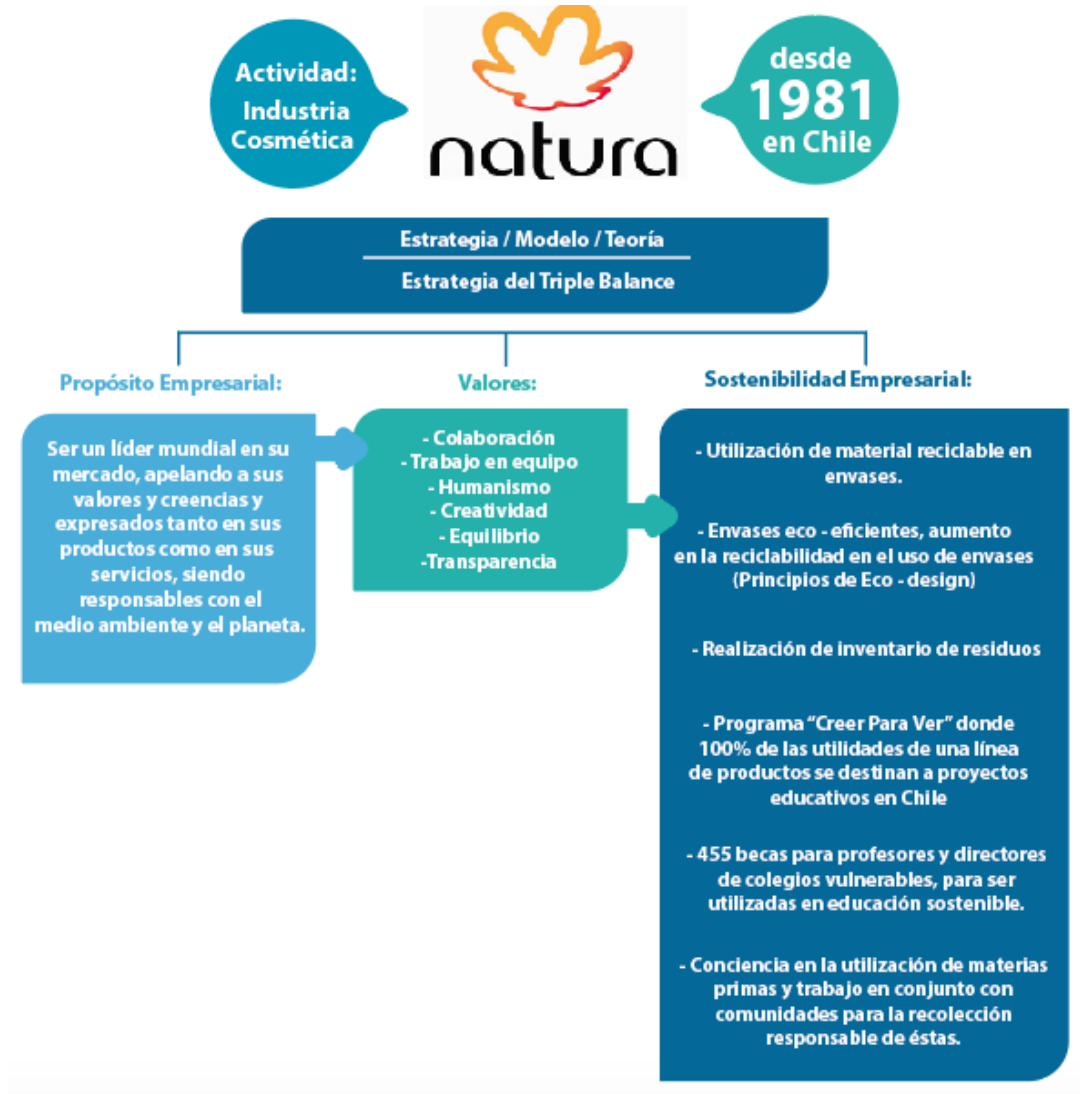 Actividad:
Industria
Cosmética
natura
desde
1981
en Chile
Estrategia / Modelo / Teoría
Estrategia del Triple Balance
Propósito Empresarial:
Ser un líder mundial en su
mercado, apelando a sus
valores y creencias y
expresados tanto en sus
productos como en sus
servicios, siendo
responsables con el
medio ambiente y el planeta.
Valores:
- Colaboración
- Trabajo en equipo
- Humanismo
- Creatividad
- Equilibrio
-Transparencia
Sostenibilidad Empresarial:
- Utilización de material reciclable en
envases.
- Envases eco - eficientes, aumento
en la reciclabilidad en el uso de envases
(Principios de Eco - design)
- Realización de inventario de residuos
- Programa “Creer Para Ver” donde
100% de las utilidades de una línea
de productos se destinan a proyectos
educativos en Chile
- 455 becas para profesores y directores
de colegios vulnerables, para ser
utilizadas en educación sostenible.
- Conciencia en la utilización de materias
primas y trabajo en conjunto con
comunidades para la recolección
responsable de éstas.